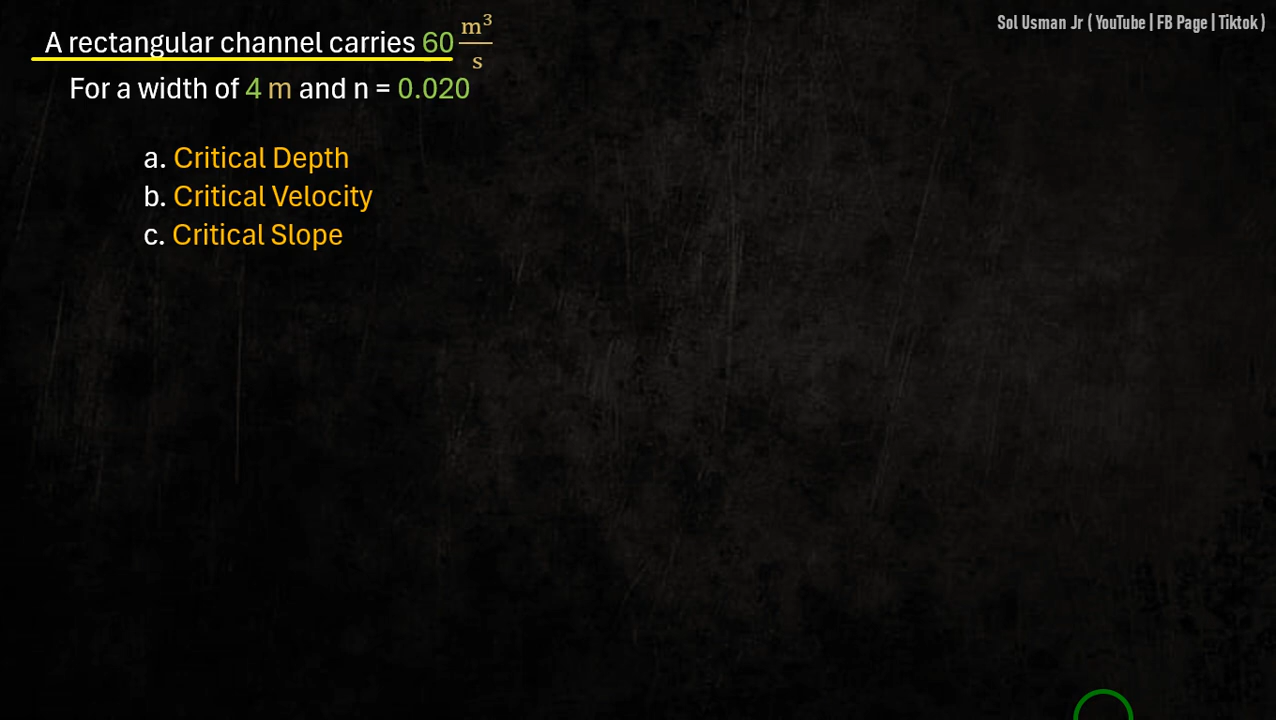 Sol Usman Jr ( YouTube | FB Page | Tiktok )
A rectangular channel carries 60 m³/s
For a width of 4 m and n = 0.020
a. Critical Depth
b. Critical Velocity
c. Critical Slope